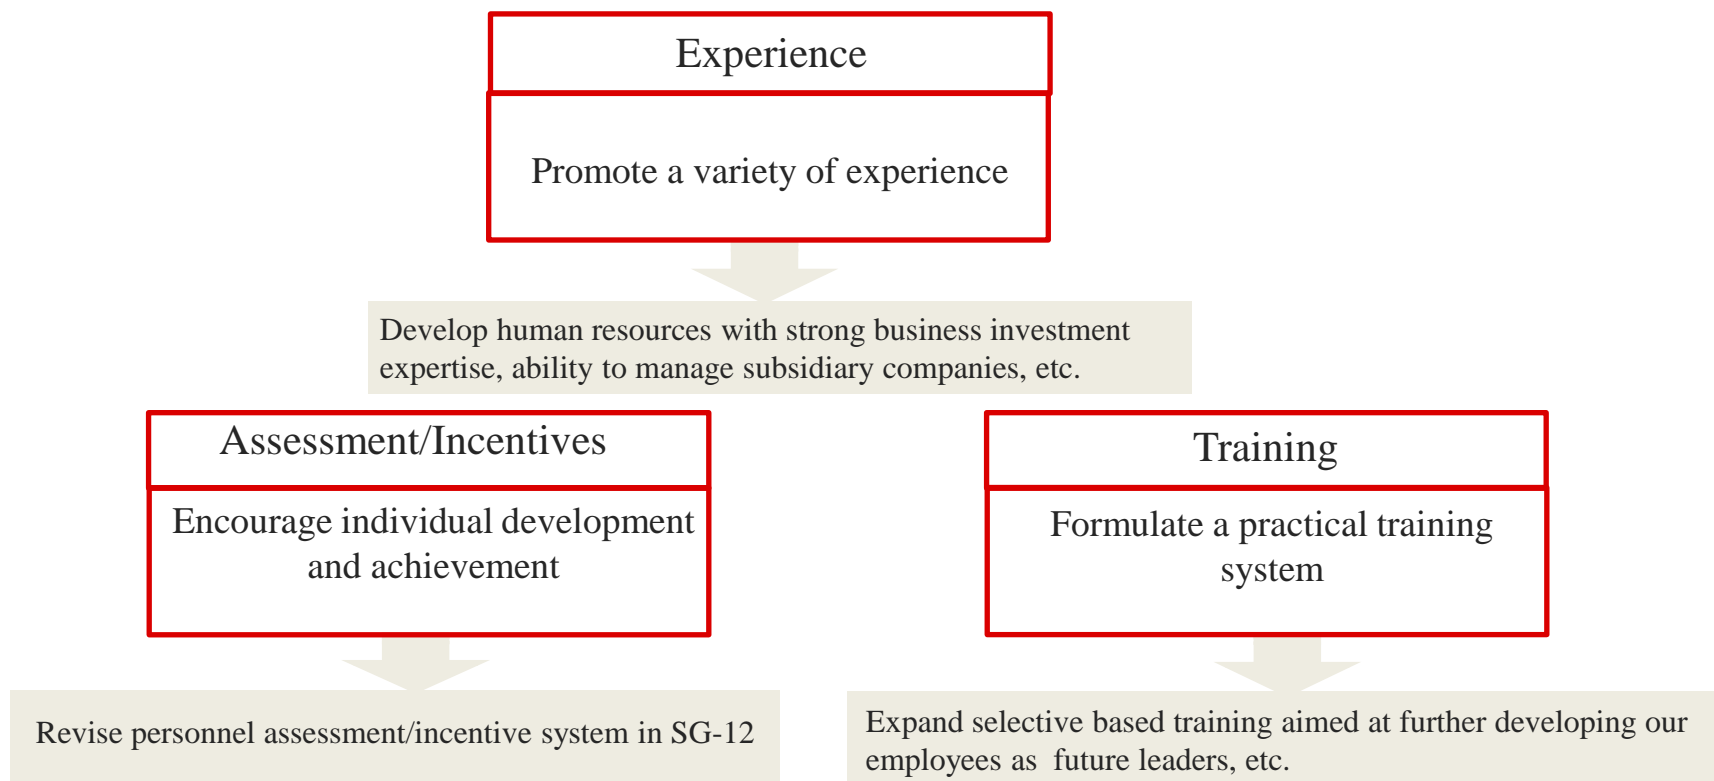 Experience
Promote a variety of experience
Develop human resources with strong business investment
expertise, ability to manage subsidiary companies, etc.
Assessment/Incentives
Encourage individual development
and achievement
Revise personnel assessment/incentive system in SG-12
Training
Formulate a practical training
system
Expand selective based training aimed at further developing our
employees as  future leaders, etc.